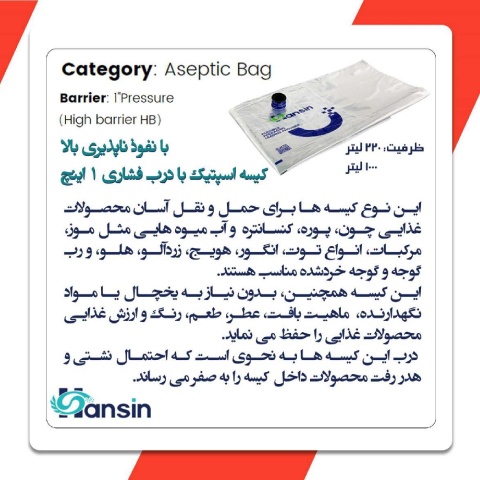 Category: Aseptic Bag
Barrier: 1"Pressure
(High barrier HB)
Hansin
ظرفیت: ۲۲۰ لیتر
۱۰۰۰ لیتر
با نفوذ ناپذیری بالا
کیسه اسپتیک با درب فشاری ۱ اینچ
این نوع کیسه ها برای حمل و نقل آسان محصولات
غذایی چون، پوره، کنسانتره و آب میوه هایی مثل موز،
مرکبات، انواع توت، انگور، هویج، زردآلو، هلو، و رب
گوجه و گوجه خردشده مناسب هستند.
این کیسه همچنین، بدون نیاز به یخچال یا مواد
نگهدارنده، ماهیت بافت، عطر، طعم، رنگ و ارزش غذایی
محصولات غذایی را حفظ می نماید.
درب این کیسه ها به نحوی است که احتمال نشتی و
هدر رفت محصولات داخل کیسه را به صفر می رساند.
Hansin